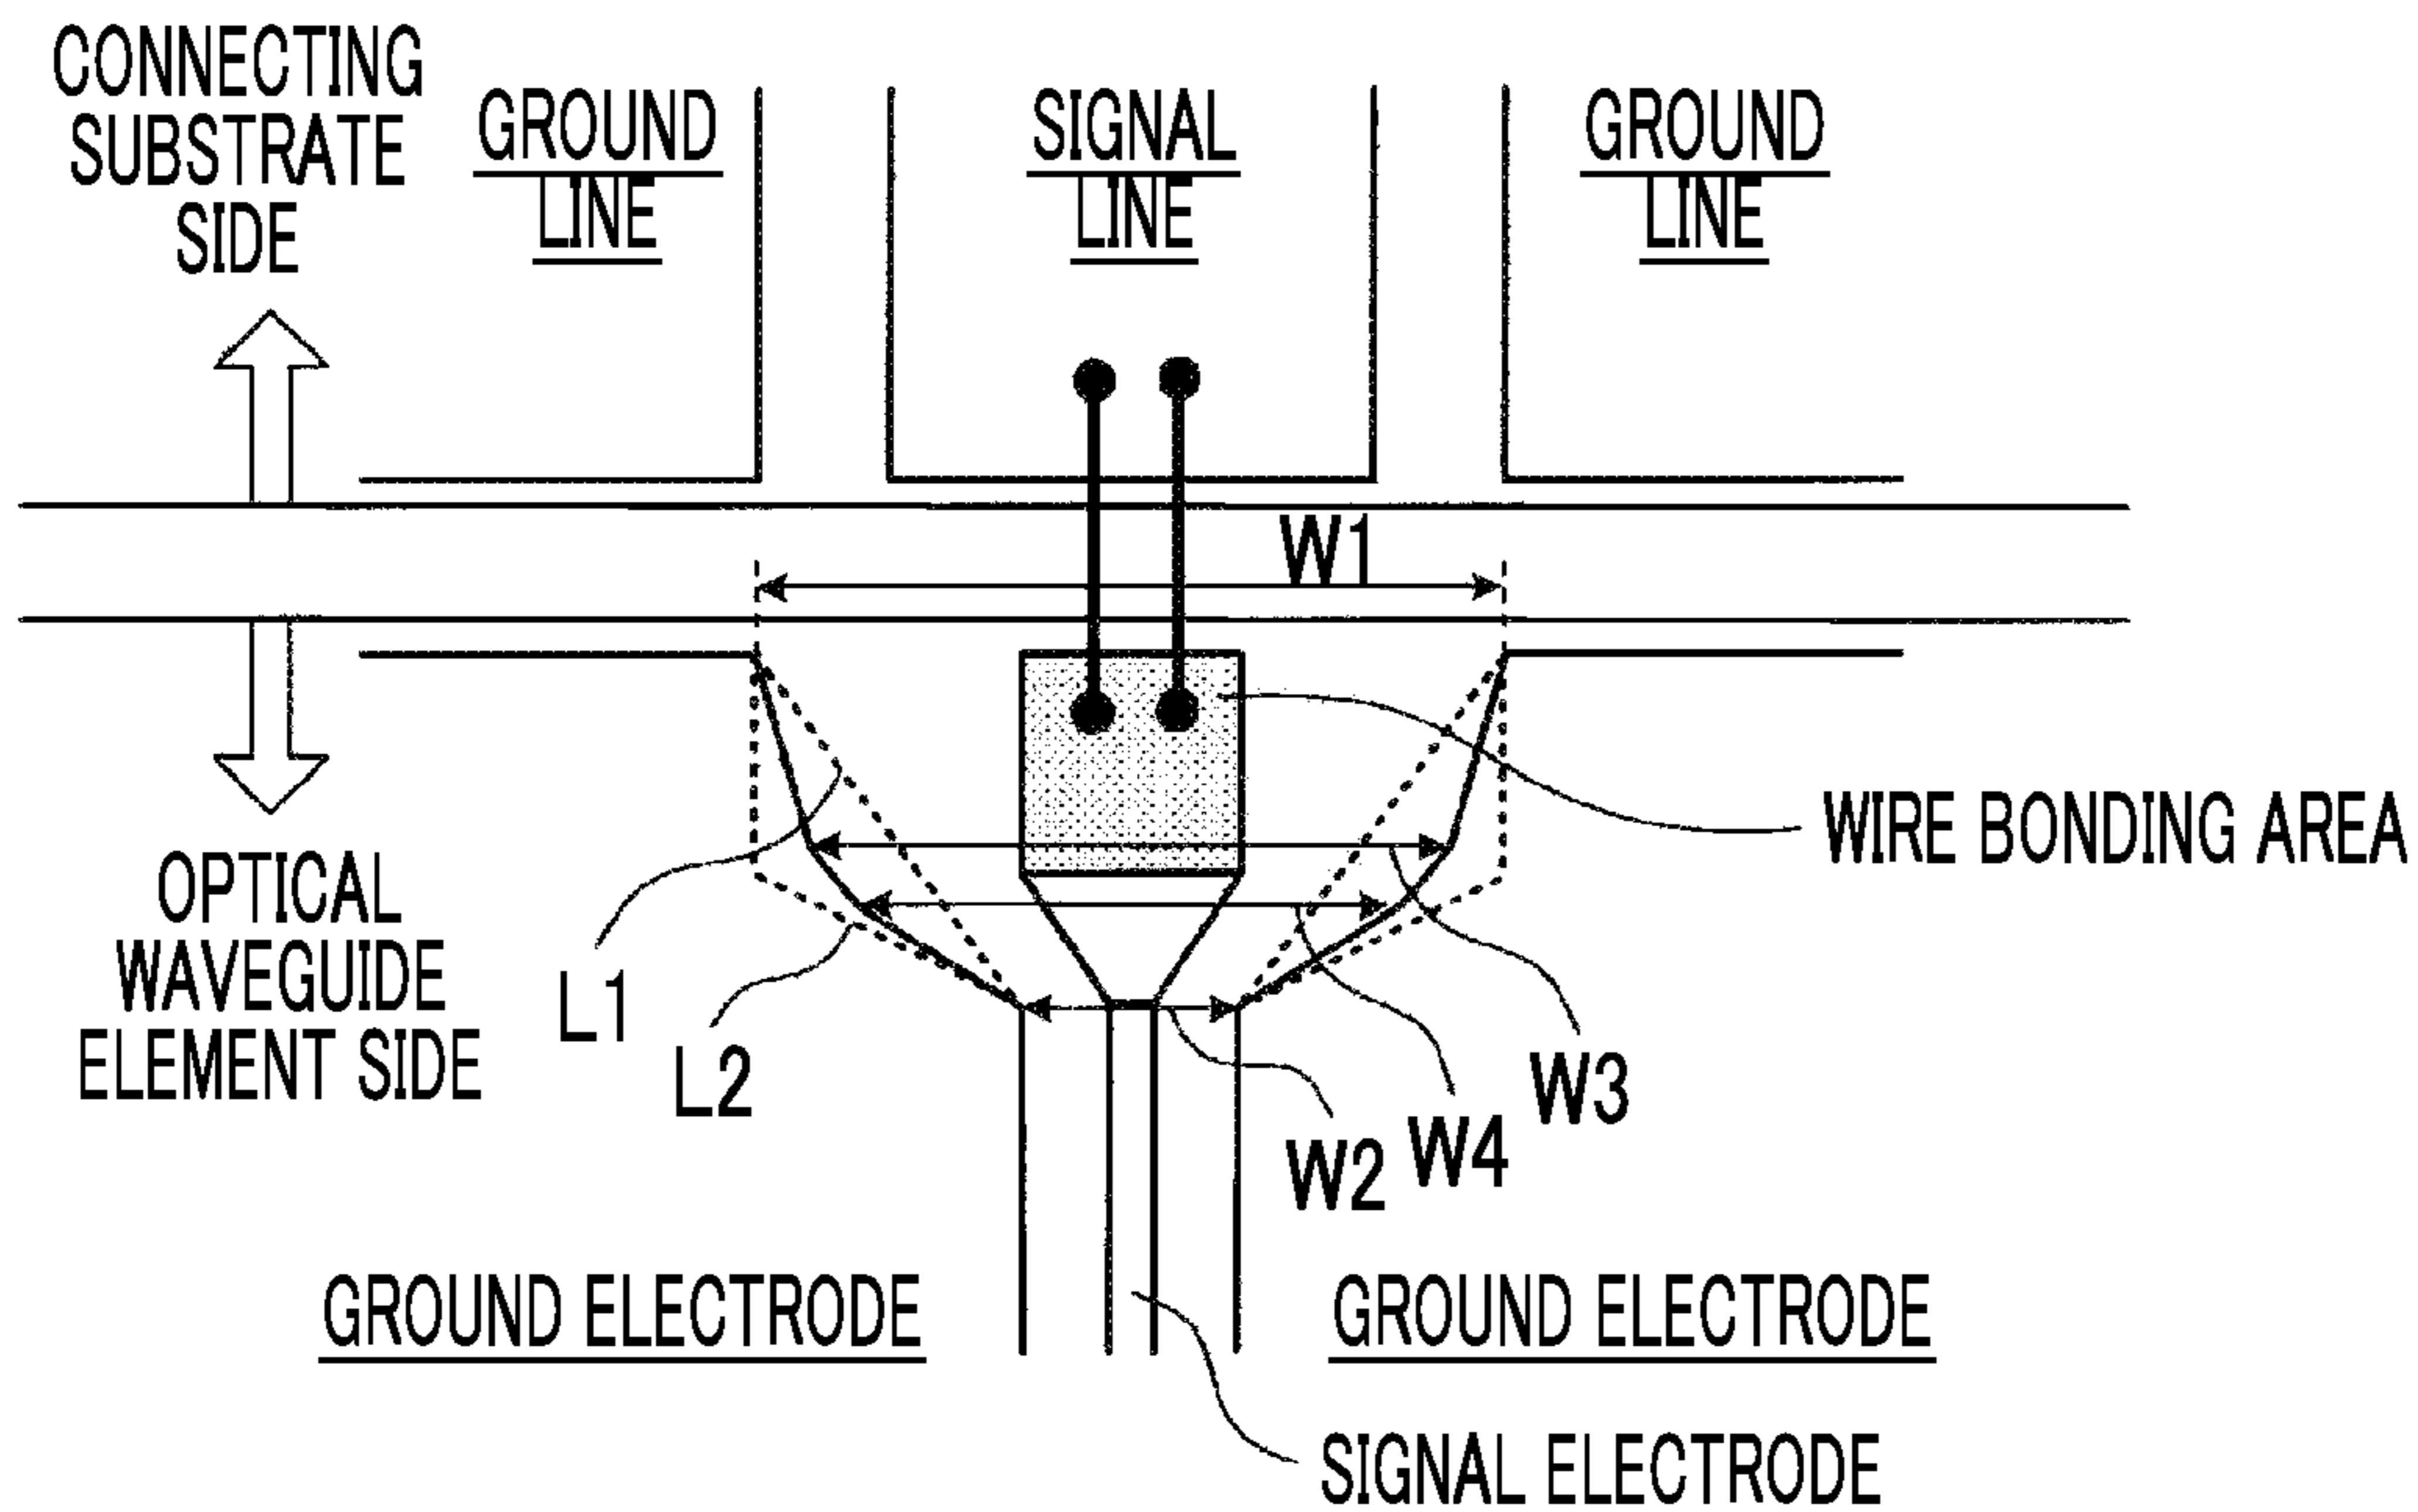 CONNECTING
SUBSTRATE
SIDE
GROUND
LINE
SIGNAL
LINE
GROUND
LINE
W1
WIRE BONDING AREA
OPTICAL
WAVEGUIDE
ELEMENT SIDE
L1
L2
W3
W4
W2
GROUND ELECTRODE
GROUND ELECTRODE
SIGNAL ELECTRODE